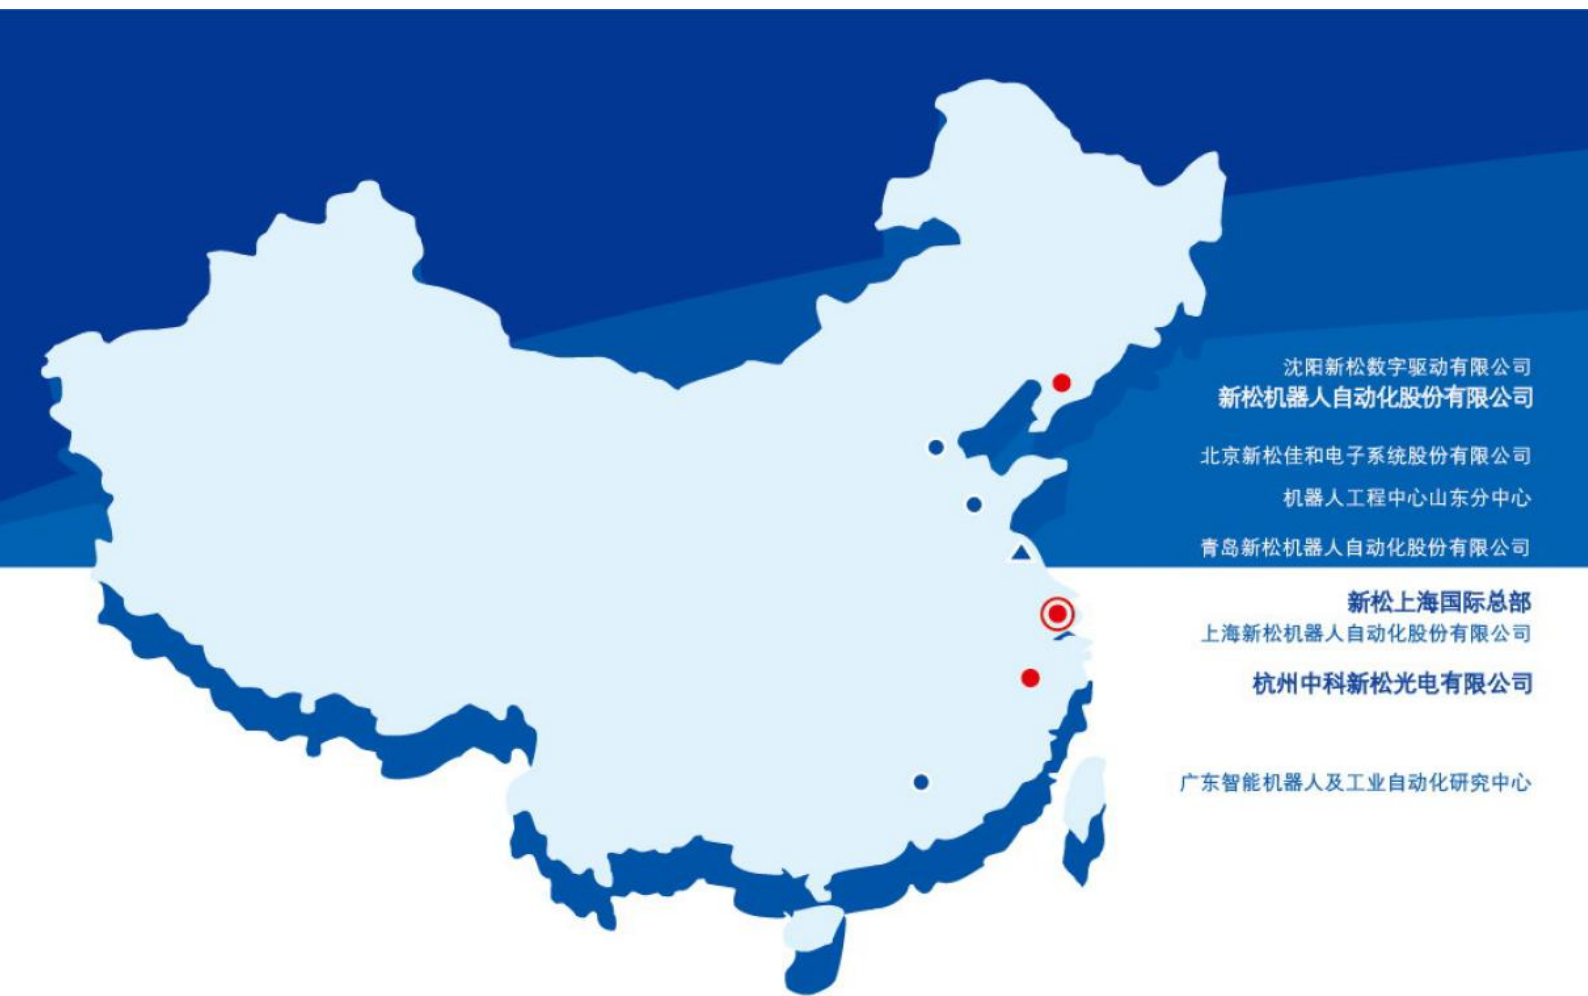 沈阳新松数字驱动有限公司
新松机器人自动化股份有限公司
北京新松佳和电子系统股份有限公司
机器人工程中心山东分中心
青岛新松机器人自动化股份有限公司
新松上海国际总部
上海新松机器人自动化股份有限公司
杭州中科新松光电有限公司
广东智能机器人及工业自动化研究中心